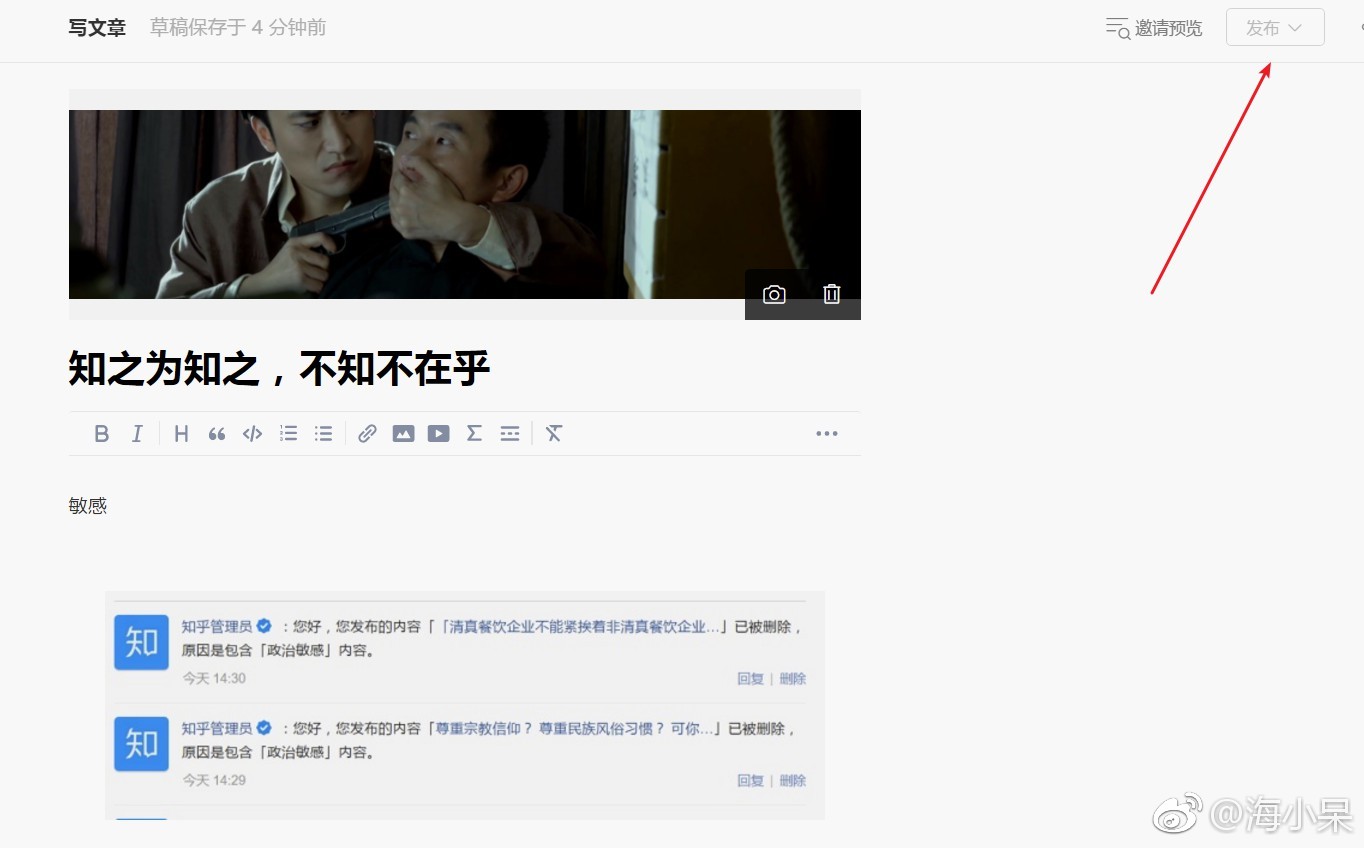 写文章 草稿保存于 4 分钟前 邀请预览 发布
知之为知之，不知不在乎
B I H
敏感
知 知乎管理员 ：您好，您发布的内容「「清真餐饮企业不能紧挨着非清真餐饮企业...」已被删除，
原因是包含「政治敏感」内容。
今天 14:30 回复 | 删除
知 知乎管理员 ：您好，您发布的内容「尊重宗教信仰？ 尊重民族风俗习惯？ 可你...」已被删除，
原因是包含「政治敏感」内容。
今天 14:29 回复 | 删除
@海小呆